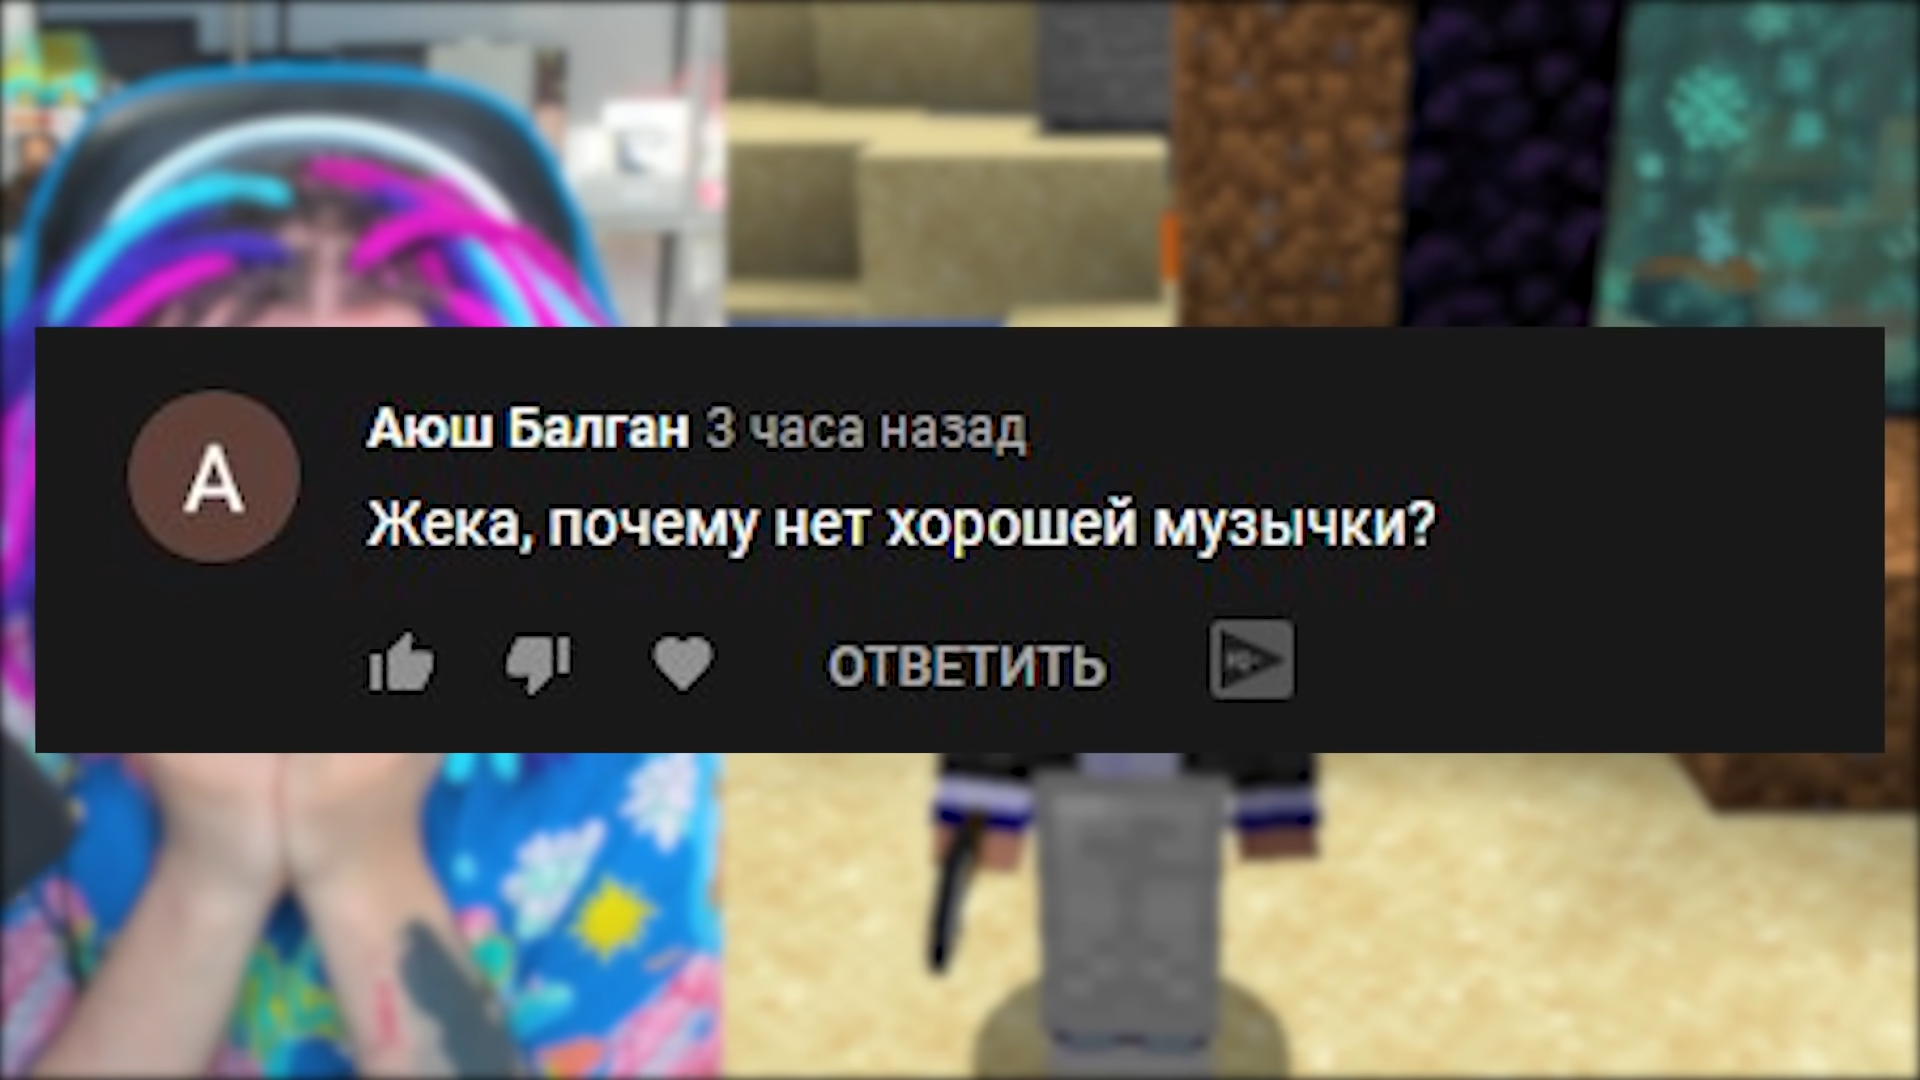 А
Аюш Балган 3 часа назад
Жека, почему нет хорошей музычки?
ОТВЕТИТЬ